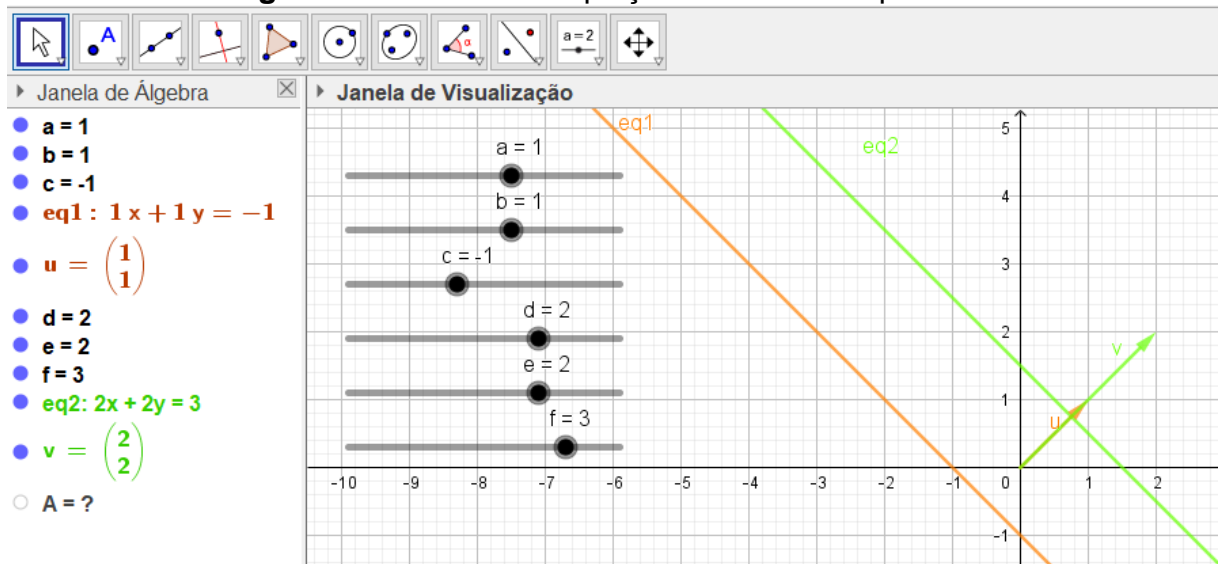 A
α
a = 2
Janela de Álgebra
a = 1
b = 1
c = -1
eq1 : 1 x + 1 y = −1
u = (1
1)
d = 2
e = 2
f = 3
eq2: 2x + 2y = 3
v = (2
2)
A = ?
Janela de Visualização
eq1
a = 1
eq2
b = 1
c = -1
d = 2
e = 2
f = 3
v
u
5
4
3
2
1
-10 -9 -8 -7 -6 -5 -4 -3 -2 -1 0 1 2
-1